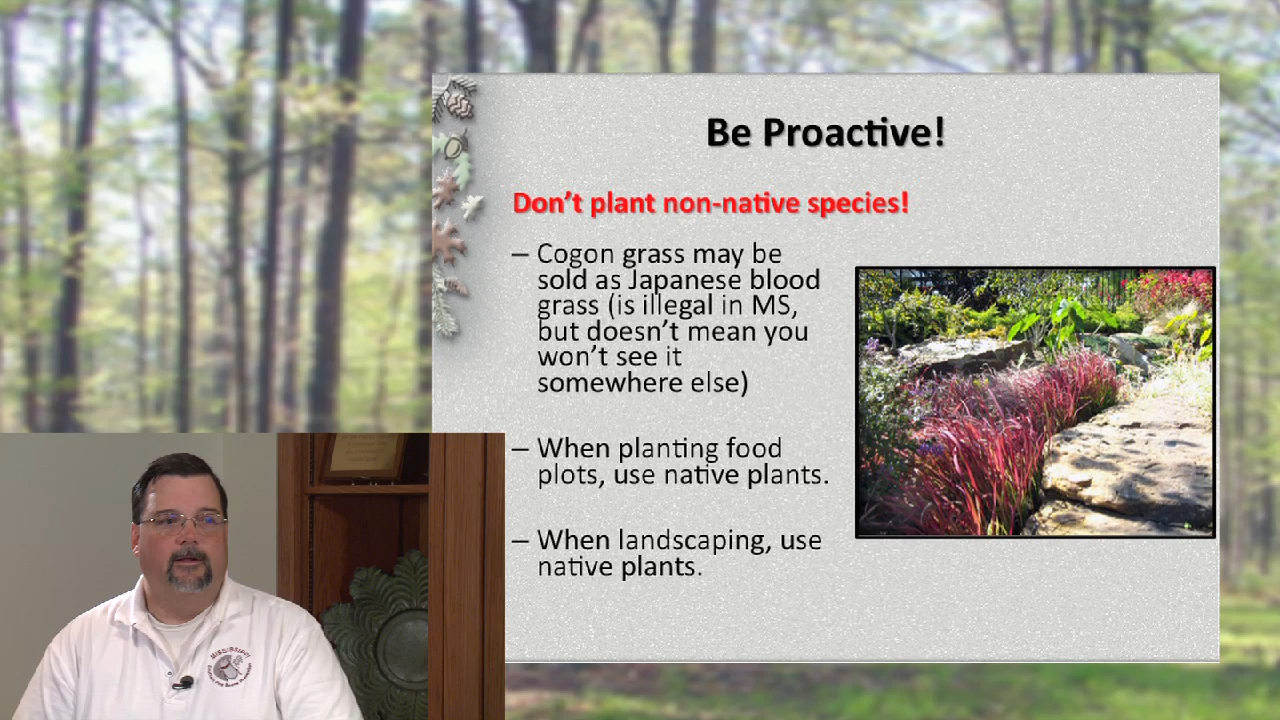 Be Proactive!
Don't plant non-native species!
– Cogon grass may be
sold as Japanese blood
grass (is illegal in MS,
but doesn't mean you
won't see it
somewhere else)
– When planting food
plots, use native plants.
– When landscaping, use
native plants.
MISSISSIPPI